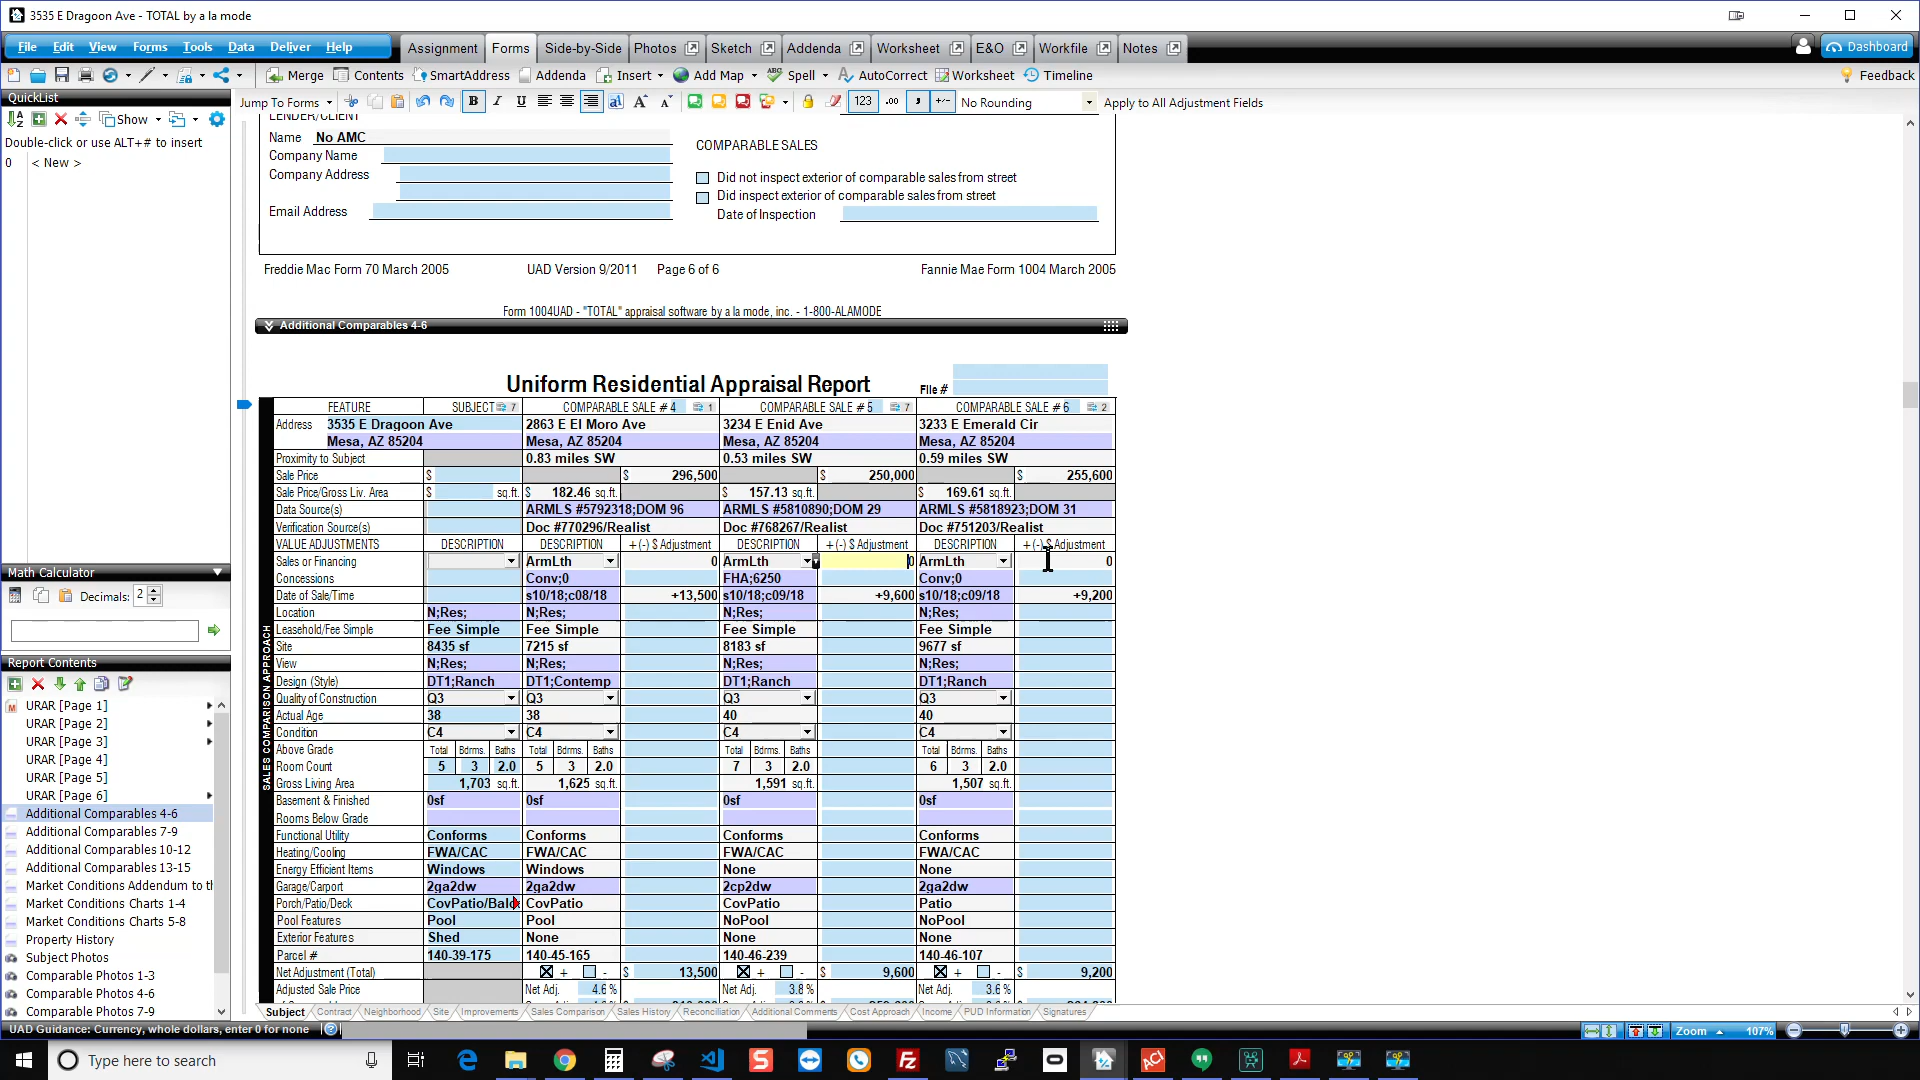 3535 E Dragoon Ave - TOTAL by a la mode
File Edit View Forms Tools Data Deliver Help
Assignment Forms Side-by-Side Photos Sketch Addenda Worksheet E&O Workfile Notes Dashboard
Merge Contents SmartAddress Addenda Insert Add Map Spell AutoCorrect Worksheet Timeline Feedback
QuickList
Jump To Forms B I U 123 .00 No Rounding Apply to All Adjustment Fields
Show
Double-click or use ALT+# to insert
0 < New >
LENDER/CLIENT
Name No AMC
Company Name
Company Address
Email Address
COMPARABLE SALES
Did not inspect exterior of comparable sales from street
Did inspect exterior of comparable sales from street
Date of Inspection
Freddie Mac Form 70 March 2005 UAD Version 9/2011 Page 6 of 6 Fannie Mae Form 1004 March 2005
Form 1004UAD - "TOTAL" appraisal software by a la mode, inc. - 1-800-ALAMODE
Additional Comparables 4-6
Uniform Residential Appraisal Report File #
FEATURE SUBJECT 7 COMPARABLE SALE # 4 1 COMPARABLE SALE # 5 7 COMPARABLE SALE # 6 2
Address 3535 E Dragoon Ave 2863 E El Moro Ave 3234 E Enid Ave 3233 E Emerald Cir
Mesa, AZ 85204 Mesa, AZ 85204 Mesa, AZ 85204 Mesa, AZ 85204
Proximity to Subject 0.83 miles SW 0.53 miles SW 0.59 miles SW
Sale Price $ $ 296,500 $ 250,000 $ 255,600
Sale Price/Gross Liv. Area $ sq.ft. $ 182.46 sq.ft. $ 157.13 sq.ft. $ 169.61 sq.ft.
Data Source(s) ARMLS #5792318;DOM 96 ARMLS #5810890;DOM 29 ARMLS #5818923;DOM 31
Verification Source(s) Doc #770296/Realist Doc #768267/Realist Doc #751203/Realist
VALUE ADJUSTMENTS DESCRIPTION DESCRIPTION +(-) $ Adjustment DESCRIPTION +(-) $ Adjustment DESCRIPTION +(-) $ Adjustment
Sales or Financing ArmLth 0 ArmLth 0 ArmLth 0
Concessions Conv;0 FHA;6250 Conv;0
Date of Sale/Time s10/18;c08/18 +13,500 s10/18;c09/18 +9,600 s10/18;c09/18 +9,200
Location N;Res; N;Res; N;Res; N;Res;
Leasehold/Fee Simple Fee Simple Fee Simple Fee Simple Fee Simple
Site 8435 sf 7215 sf 8183 sf 9677 sf
View N;Res; N;Res; N;Res; N;Res;
Design (Style) DT1;Ranch DT1;Contemp DT1;Ranch DT1;Ranch
Quality of Construction Q3 Q3 Q3 Q3
Actual Age 38 38 40 40
Condition C4 C4 C4 C4
Above Grade Total Bdrms. Baths Total Bdrms. Baths Total Bdrms. Baths Total Bdrms. Baths
Room Count 5 3 2.0 5 3 2.0 7 3 2.0 6 3 2.0
Gross Living Area 1,703 sq.ft. 1,625 sq.ft. 1,591 sq.ft. 1,507 sq.ft.
Basement & Finished 0sf 0sf 0sf 0sf
Rooms Below Grade
Functional Utility Conforms Conforms Conforms Conforms
Heating/Cooling FWA/CAC FWA/CAC FWA/CAC FWA/CAC
Energy Efficient Items Windows Windows None None
Garage/Carport 2ga2dw 2ga2dw 2cp2dw 2ga2dw
Porch/Patio/Deck CovPatio/Balc CovPatio CovPatio Patio
Pool Features Pool Pool NoPool NoPool
Exterior Features Shed None None None
Parcel # 140-39-175 140-45-165 140-46-239 140-46-107
Net Adjustment (Total) + - $ 13,500 + - $ 9,600 + - $ 9,200
Adjusted Sale Price Net Adj. 4.6 % Net Adj. 3.8 % Net Adj. 3.6 %
SALES COMPARISON APPROACH
Math Calculator
Decimals: 2
Report Contents
URAR [Page 1]
URAR [Page 2]
URAR [Page 3]
URAR [Page 4]
URAR [Page 5]
URAR [Page 6]
Additional Comparables 4-6
Additional Comparables 7-9
Additional Comparables 10-12
Additional Comparables 13-15
Market Conditions Addendum to th
Market Conditions Charts 1-4
Market Conditions Charts 5-8
Property History
Subject Photos
Comparable Photos 1-3
Comparable Photos 4-6
Comparable Photos 7-9
Subject Contract Neighborhood Site Improvements Sales Comparison Sales History Reconciliation Additional Comments Cost Approach Income PUD Information Signatures
UAD Guidance: Currency, whole dollars, enter 0 for none Zoom 107%
Type here to search